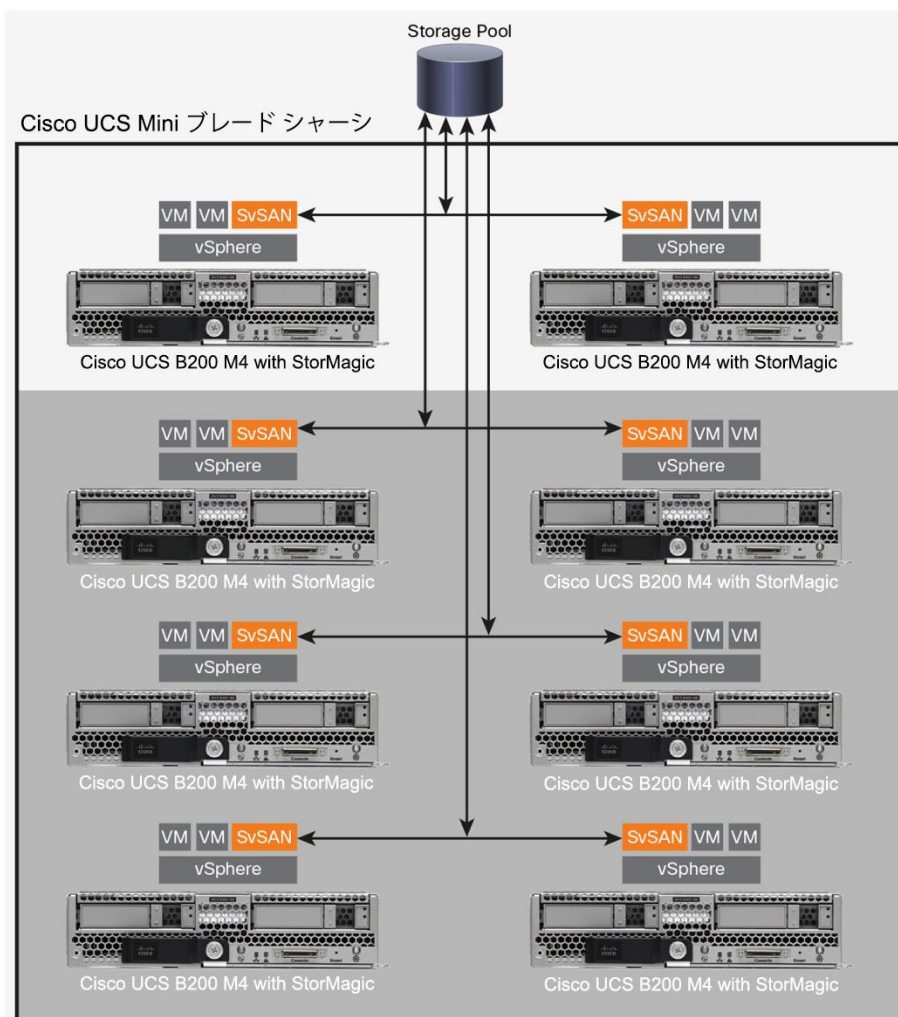 Storage Pool
Cisco UCS Mini ブレード シャーシ
VM VM SvSAN
SvSAN VM VM
vSphere
vSphere
Cisco UCS B200 M4 with StorMagic
Cisco UCS B200 M4 with StorMagic
VM VM SvSAN
SvSAN VM VM
vSphere
vSphere
Cisco UCS B200 M4 with StorMagic
Cisco UCS B200 M4 with StorMagic
VM VM SvSAN
SvSAN VM VM
vSphere
vSphere
Cisco UCS B200 M4 with StorMagic
Cisco UCS B200 M4 with StorMagic
VM VM SvSAN
SvSAN VM VM
vSphere
vSphere
Cisco UCS B200 M4 with StorMagic
Cisco UCS B200 M4 with StorMagic